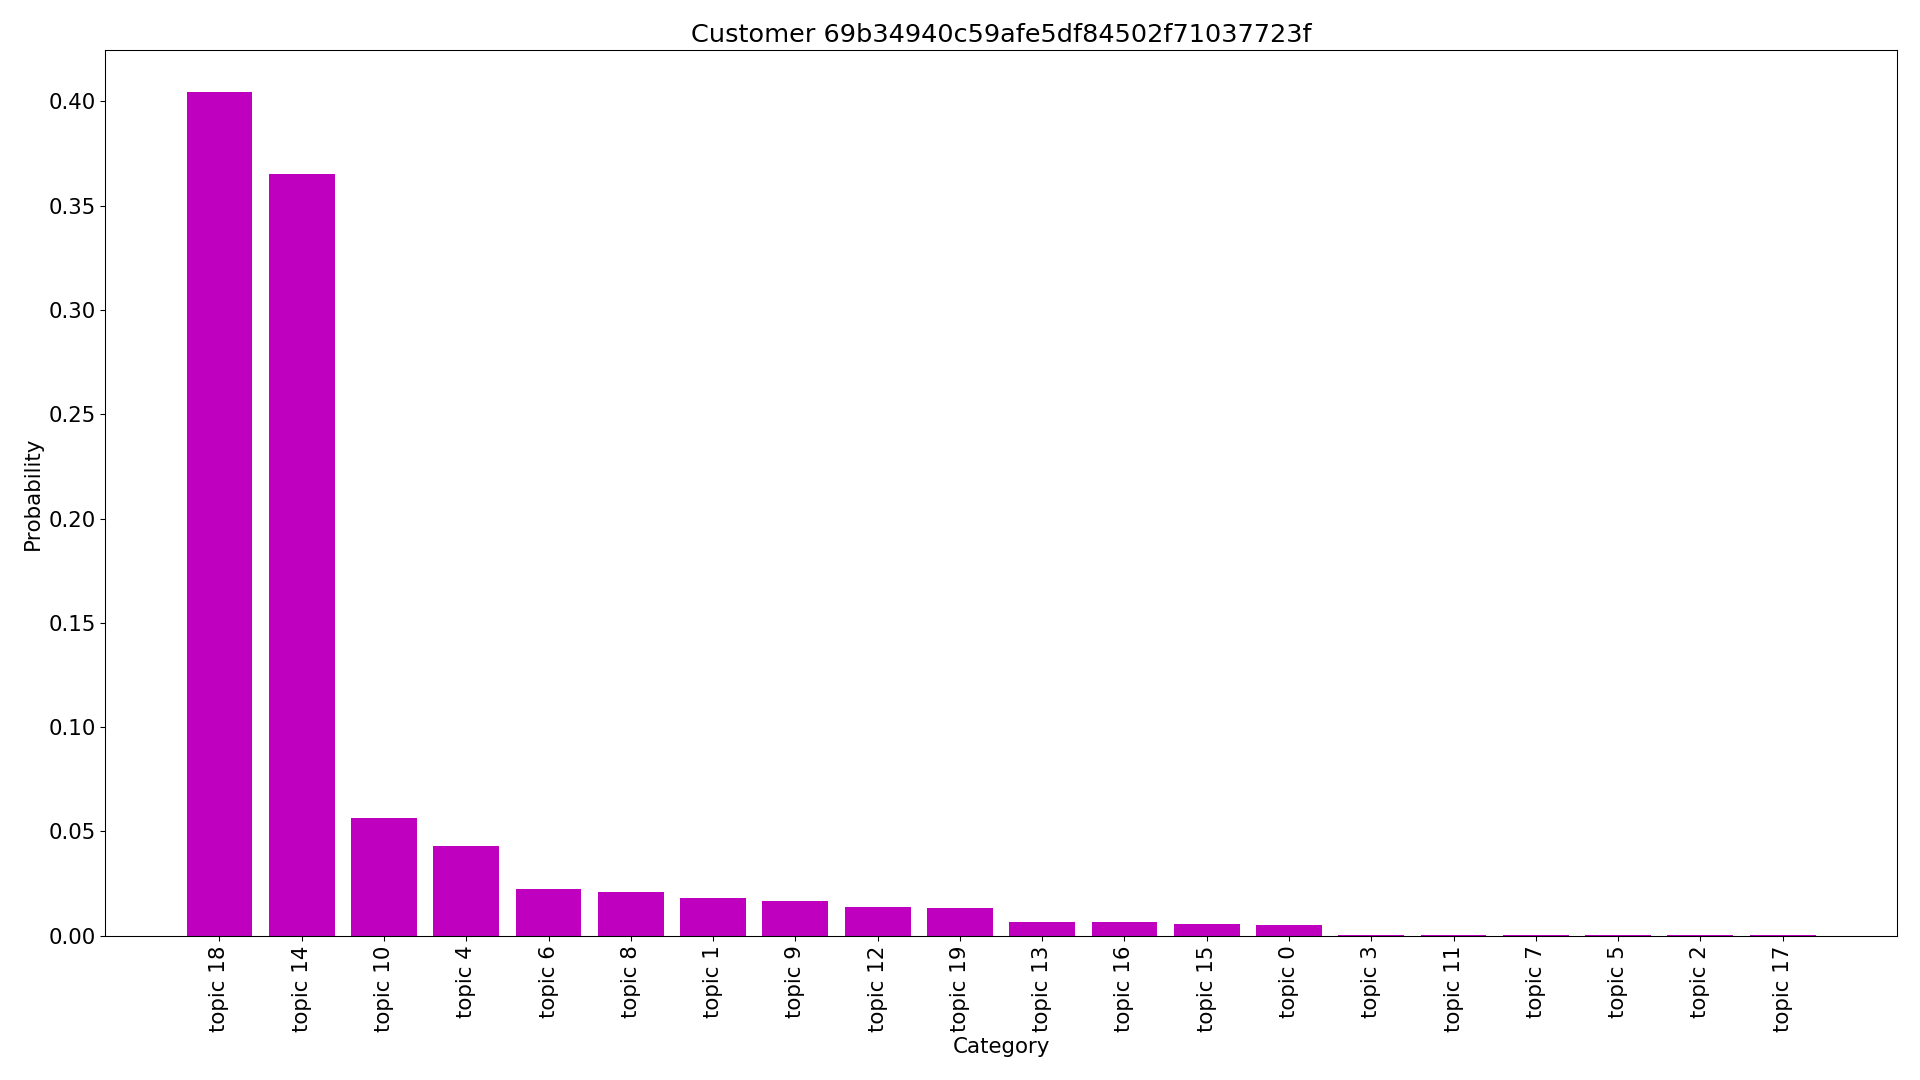 Customer 69b34940c59afe5df84502f71037723f
0.40
0.35
0.30
0.25
0.20
0.15
0.10
0.05
0.00
Probability
topic 18
topic 14
topic 10
topic 4
topic 6
topic 8
topic 1
topic 9
topic 12
topic 19
topic 13
topic 16
topic 15
topic 0
topic 3
topic 11
topic 7
topic 5
topic 2
topic 17
Category